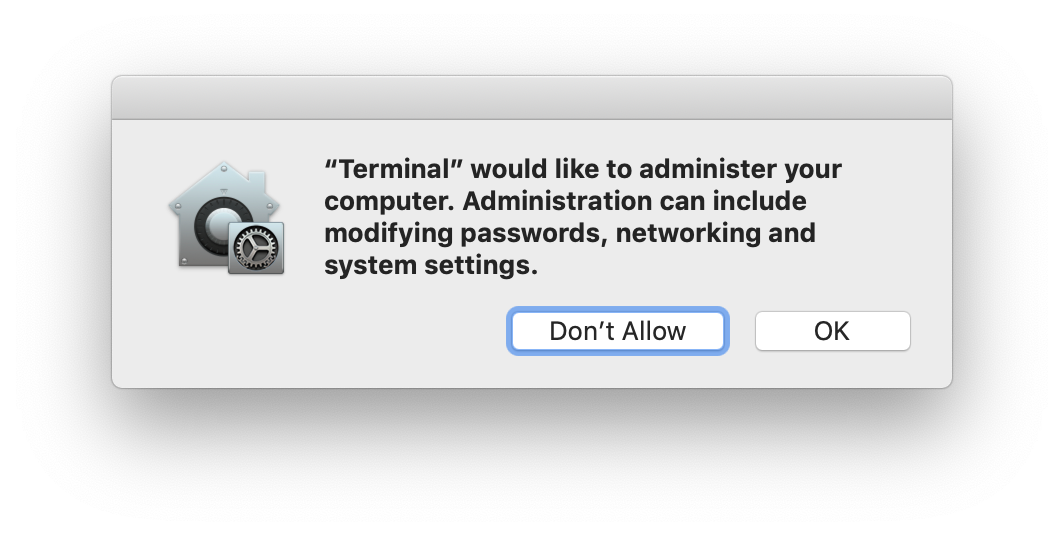 “Terminal” would like to administer your
computer. Administration can include
modifying passwords, networking and
system settings.
Don’t Allow
OK